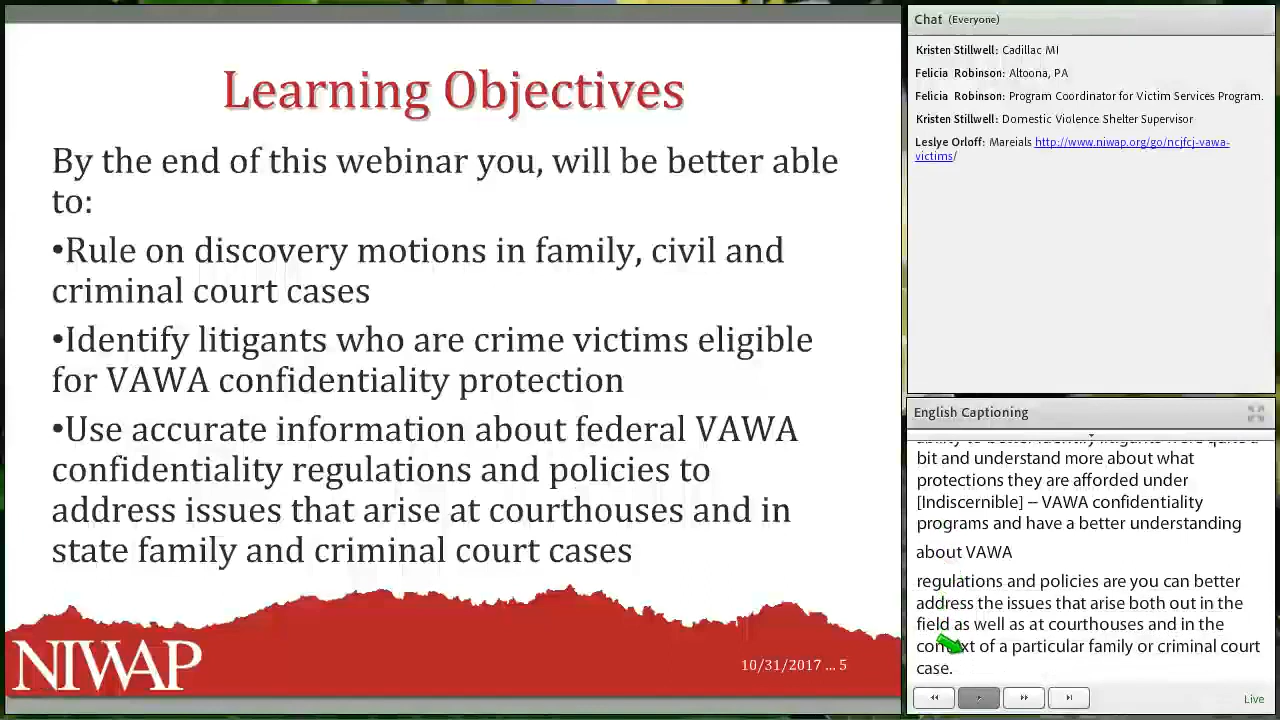 Learning Objectives
By the end of this webinar you, will be better able
to:
•Rule on discovery motions in family, civil and
criminal court cases
•Identify litigants who are crime victims eligible
for VAWA confidentiality protection
•Use accurate information about federal VAWA
confidentiality regulations and policies to
address issues that arise at courthouses and in
state family and criminal court cases
NIWAP
10/31/2017 ... 5
Chat (Everyone)
Kristen Stillwell: Cadillac MI
Felicia Robinson: Altoona, PA
Felicia Robinson: Program Coordinator for Victim Services Program.
Kristen Stillwell: Domestic Violence Shelter Supervisor
Leslye Orloff: Mareials http://www.niwap.org/go/ncjfcj-vawa-
victims/
English Captioning
ability to better identify litigants were quite a
bit and understand more about what
protections they are afforded under
[Indiscernible] -- VAWA confidentiality
programs and have a better understanding
about VAWA
regulations and policies are you can better
address the issues that arise both out in the
field as well as at courthouses and in the
context of a particular family or criminal court
case.
Live